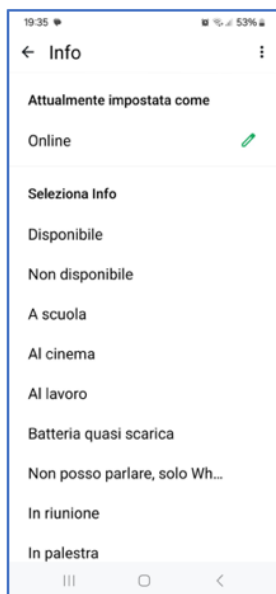 19:35 53%
Info
Attualmente impostata come
Online
Seleziona Info
Disponibile
Non disponibile
A scuola
Al cinema
Al lavoro
Batteria quasi scarica
Non posso parlare, solo Wh...
In riunione
In palestra